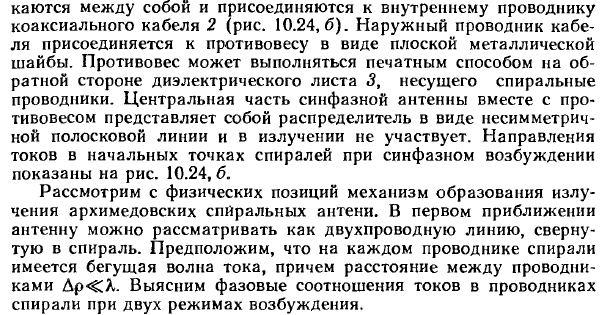 каются между собой и присоединяются к внутреннему проводнику
коаксиального кабеля 2 (рис. 10.24, б). Наружный проводник кабе-
ля присоединяется к противовесу в виде плоской металлической
шайбы. Противовес может выполняться печатным способом на об-
ратной стороне диэлектрического листа 3, несущего спиральные
проводники. Центральная часть синфазной антенны вместе с про-
тивовесом представляет собой распределитель в виде несимметрич-
ной полосковой линии и в излучении не участвует. Направления
токов в начальных точках спиралей при синфазном возбуждении
показаны на рис. 10.24, б.
Рассмотрим с физических позиций механизм образования излу-
чения архимедовских спиральных антенн. В первом приближении
антенну можно рассматривать как двухпроводную линию, сверну-
тую в спираль. Предположим, что на каждом проводнике спирали
имеется бегущая волна тока, причем расстояние между проводни-
ками Δρ≪λ. Выясним фазовые соотношения токов в проводниках
спирали при двух режимах возбуждения.